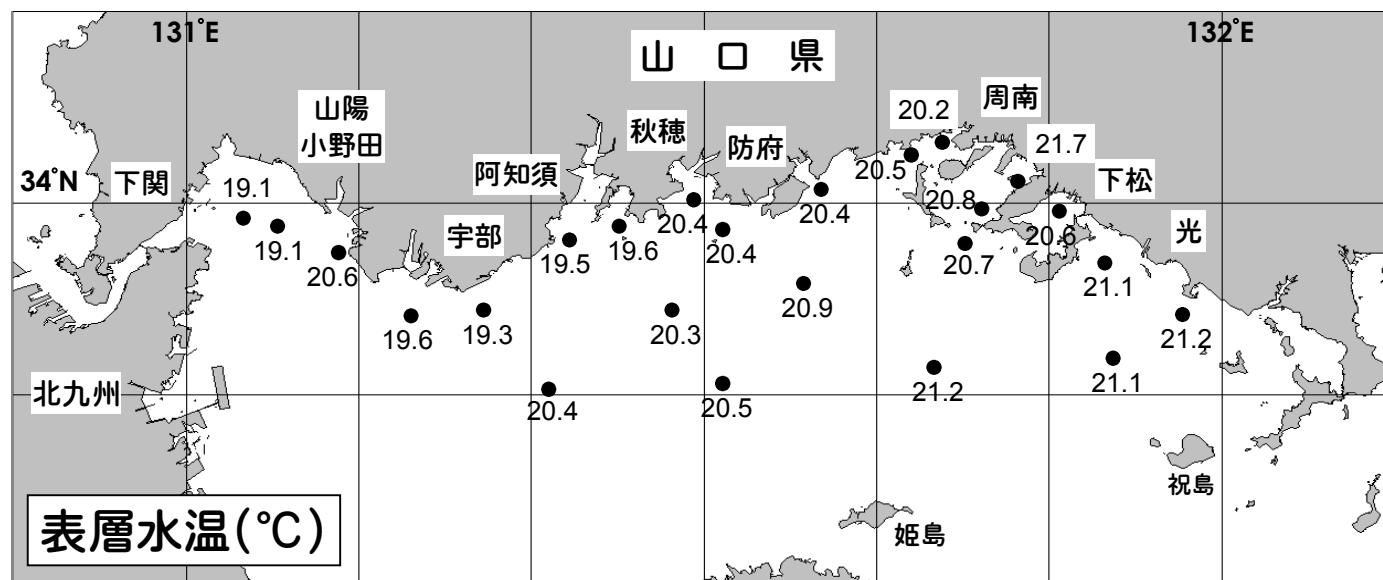 131°E
132°E
山 口 県
山陽
小野田
秋穂
防府
20.2
周南
21.7
下松
20.5
阿知須
34°N
下関
19.1
20.8
20.4
20.4
19.6
20.4
20.6
光
宇部
19.1
20.6
19.5
20.7
21.1
20.9
19.6
19.3
20.3
21.2
21.1
北九州
20.4
20.5
21.2
祝島
姫島
表層水温(℃)